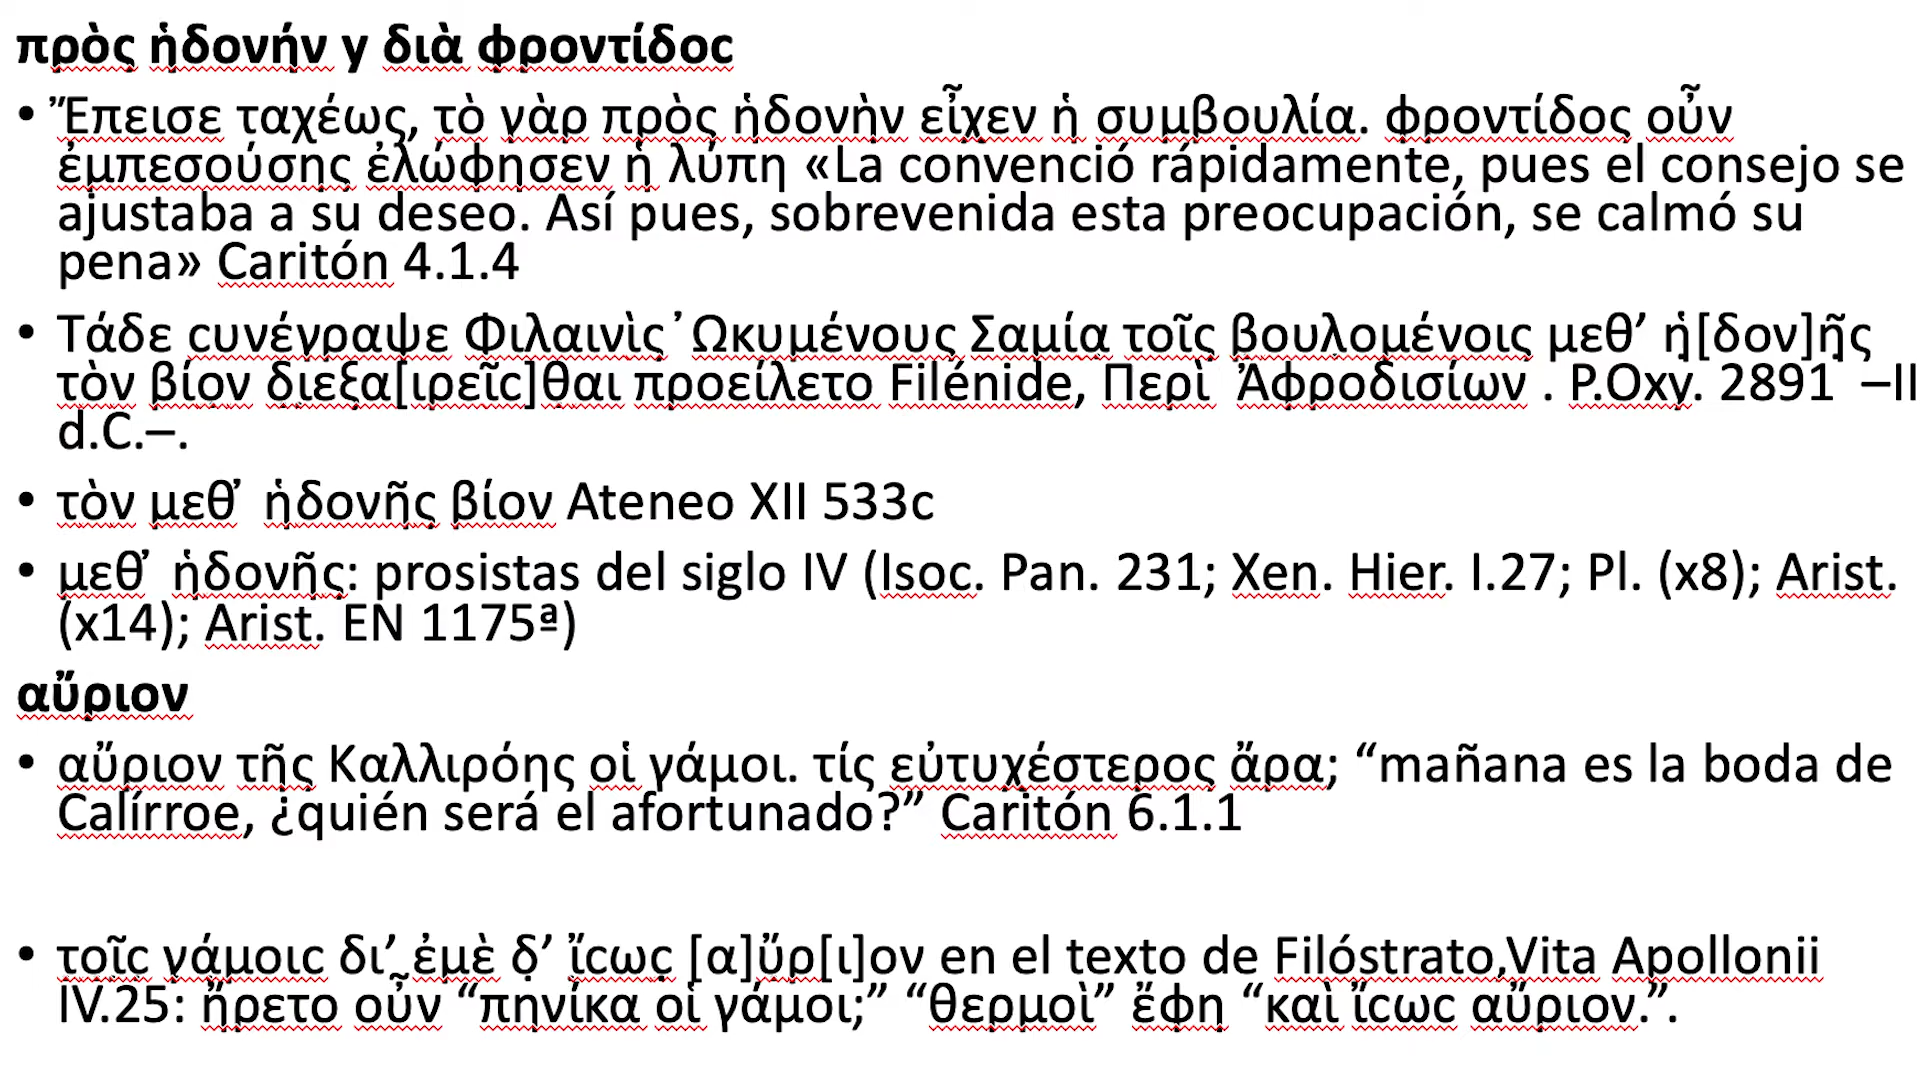 πρὸς ἡδονήν y διὰ φροντίδοϲ
• Ἔπεισε ταχέως, τὸ γὰρ πρὸς ἡδονὴν εἶχεν ἡ συμβουλία. φροντίδος οὖν
ἐμπεσούσης ἐλώφησεν ἡ λύπη «La convenció rápidamente, pues el consejo se
ajustaba a su deseo. Así pues, sobrevenida esta preocupación, se calmó su
pena» Caritón 4.1.4
• Τάδε ϲυνέγραψε Φιλαινὶς ᾿Ωκυμένους Σαμία τοῖς βουλομένοις μεθ’ ἡ[δον]ῆς
τὸν βίον διεξα[ιρεῖϲ]θαι προείλετο Filénide, Περὶ Ἀφροδισίων . P.Oxy. 2891 –II
d.C.–.
• τὸν μεθ᾿ ἡδονῆς βίον Ateneo XII 533c
• μεθ᾿ ἡδονῆς: prosistas del siglo IV (Isoc. Pan. 231; Xen. Hier. I.27; Pl. (x8); Arist.
(x14); Arist. EN 1175ª)
αὔριον
• αὔριον τῆς Καλλιρόης οἱ γάμοι. τίς εὐτυχέστερος ἄρα; “mañana es la boda de
Calírroe, ¿quién será el afortunado?” Caritón 6.1.1
• τοῖϲ γάμοιϲ δι’ ἐμὲ δ̣’ ἴϲωϲ̣ [α]ὔρ[ι]ον en el texto de Filóstrato,Vita Apollonii
IV.25: ἤρετο οὖν “πηνίκα οἱ γάμοι;” “θερμοὶ” ἔφη “καὶ ἴϲωϲ αὔριον.”.